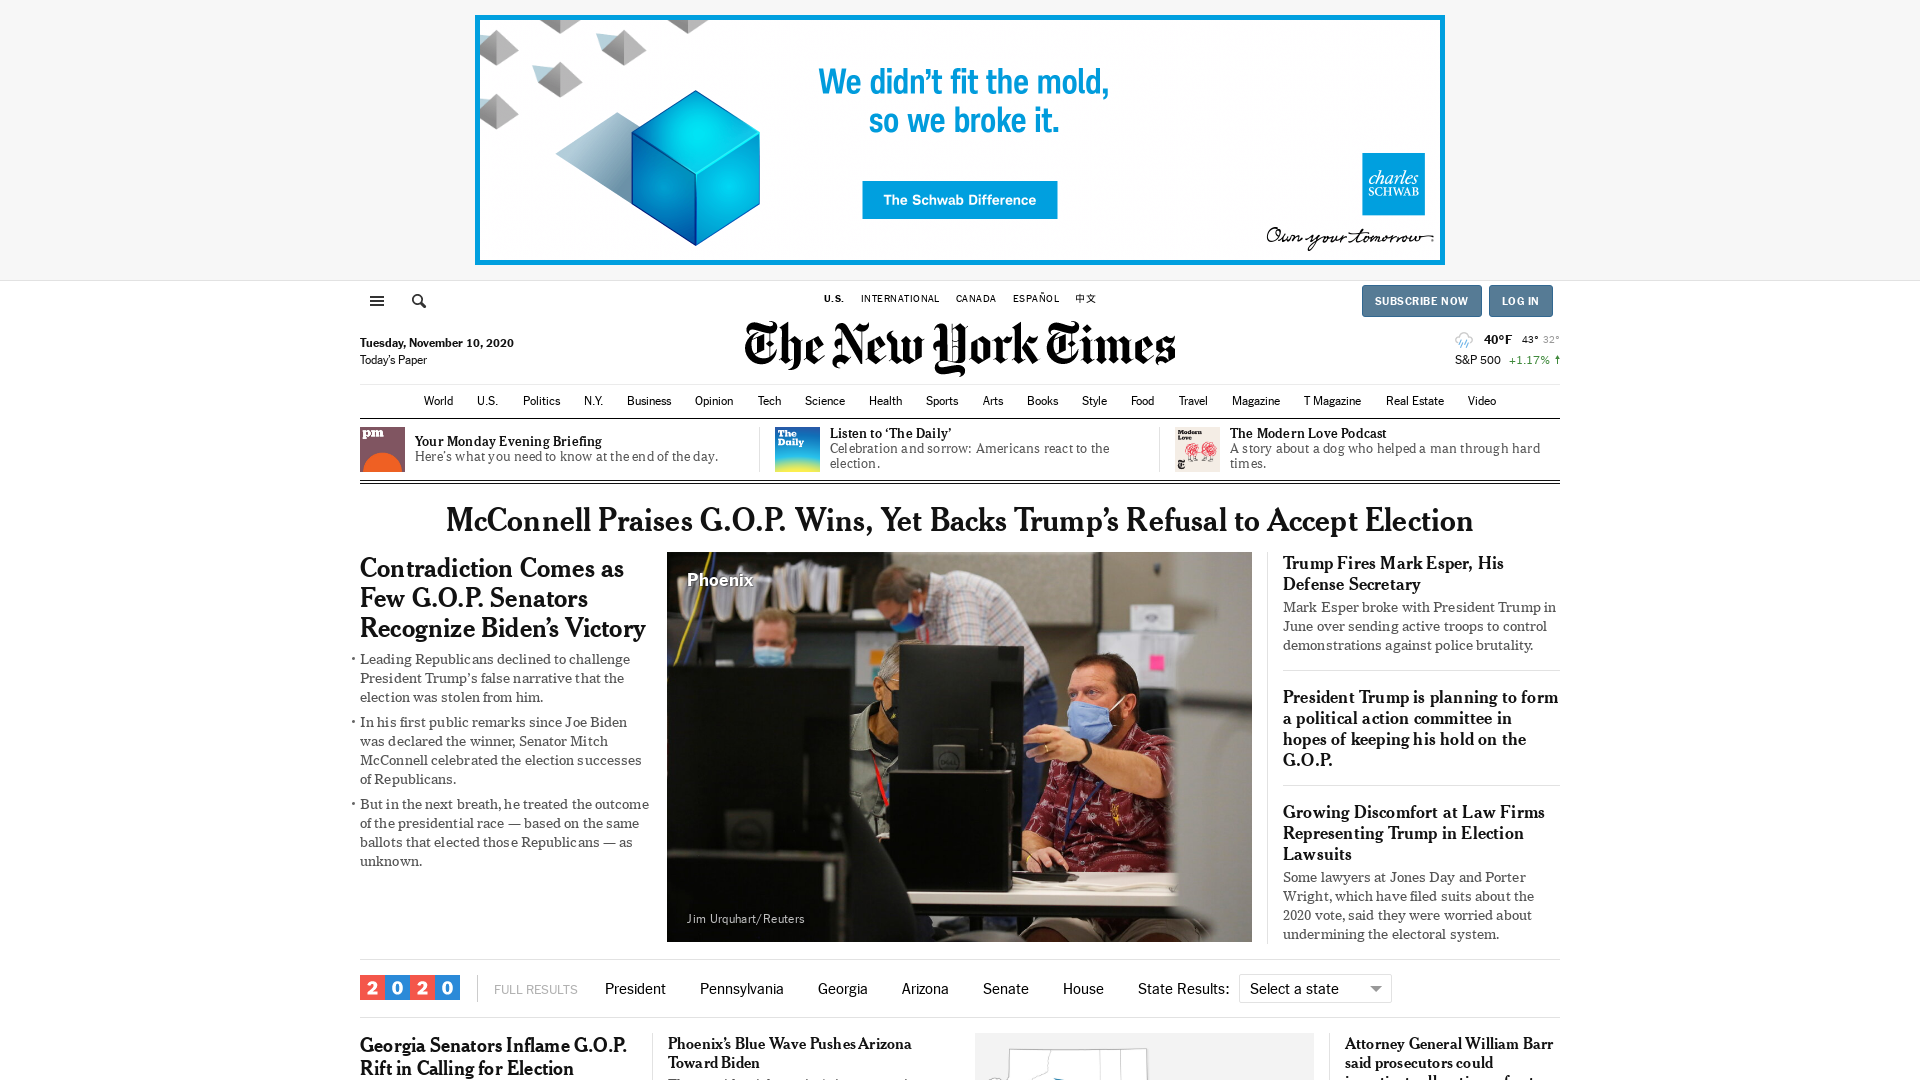 We didn't fit the mold,
so we broke it.
The Schwab Difference
charles
SCHWAB
Own your tomorrow.
U.S. INTERNATIONAL CANADA ESPAÑOL 中文
SUBSCRIBE NOW LOG IN
The New York Times
Tuesday, November 10, 2020
Today's Paper
40°F 43° 32°
S&P 500 +1.17% ↑
World U.S. Politics N.Y. Business Opinion Tech Science Health Sports Arts Books Style Food Travel Magazine T Magazine Real Estate Video
pm
Your Monday Evening Briefing
Here's what you need to know at the end of the day.
The
Daily
Listen to ‘The Daily’
Celebration and sorrow: Americans react to the
election.
Modern
Love
The Modern Love Podcast
A story about a dog who helped a man through hard
times.
McConnell Praises G.O.P. Wins, Yet Backs Trump’s Refusal to Accept Election
Contradiction Comes as
Few G.O.P. Senators
Recognize Biden’s Victory
• Leading Republicans declined to challenge
President Trump’s false narrative that the
election was stolen from him.
• In his first public remarks since Joe Biden
was declared the winner, Senator Mitch
McConnell celebrated the election successes
of Republicans.
• But in the next breath, he treated the outcome
of the presidential race — based on the same
ballots that elected those Republicans — as
unknown.
Phoenix
DELL
Jim Urquhart/Reuters
Trump Fires Mark Esper, His
Defense Secretary
Mark Esper broke with President Trump in
June over sending active troops to control
demonstrations against police brutality.
President Trump is planning to form
a political action committee in
hopes of keeping his hold on the
G.O.P.
Growing Discomfort at Law Firms
Representing Trump in Election
Lawsuits
Some lawyers at Jones Day and Porter
Wright, which have filed suits about the
2020 vote, said they were worried about
undermining the electoral system.
2020 FULL RESULTS President Pennsylvania Georgia Arizona Senate House State Results: Select a state
Georgia Senators Inflame G.O.P.
Rift in Calling for Election
Phoenix’s Blue Wave Pushes Arizona
Toward Biden
Attorney General William Barr
said prosecutors could